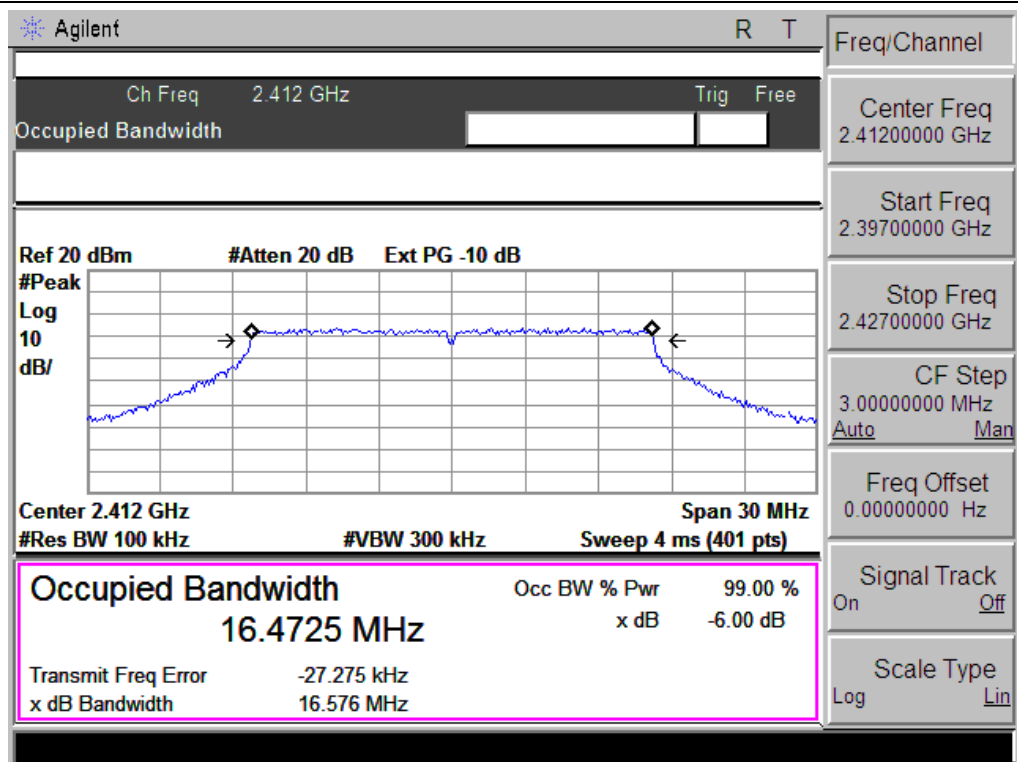 Agilent R T
Ch Freq 2.412 GHz Trig Free
Occupied Bandwidth
Ref 20 dBm #Atten 20 dB Ext PG -10 dB
#Peak
Log
10
dB/
Center 2.412 GHz Span 30 MHz
#Res BW 100 kHz #VBW 300 kHz Sweep 4 ms (401 pts)
Occupied Bandwidth Occ BW % Pwr 99.00 %
16.4725 MHz x dB -6.00 dB
Transmit Freq Error -27.275 kHz
x dB Bandwidth 16.576 MHz
Freq/Channel
Center Freq
2.41200000 GHz
Start Freq
2.39700000 GHz
Stop Freq
2.42700000 GHz
CF Step
3.00000000 MHz
Auto Man
Freq Offset
0.00000000 Hz
Signal Track
On Off
Scale Type
Log Lin